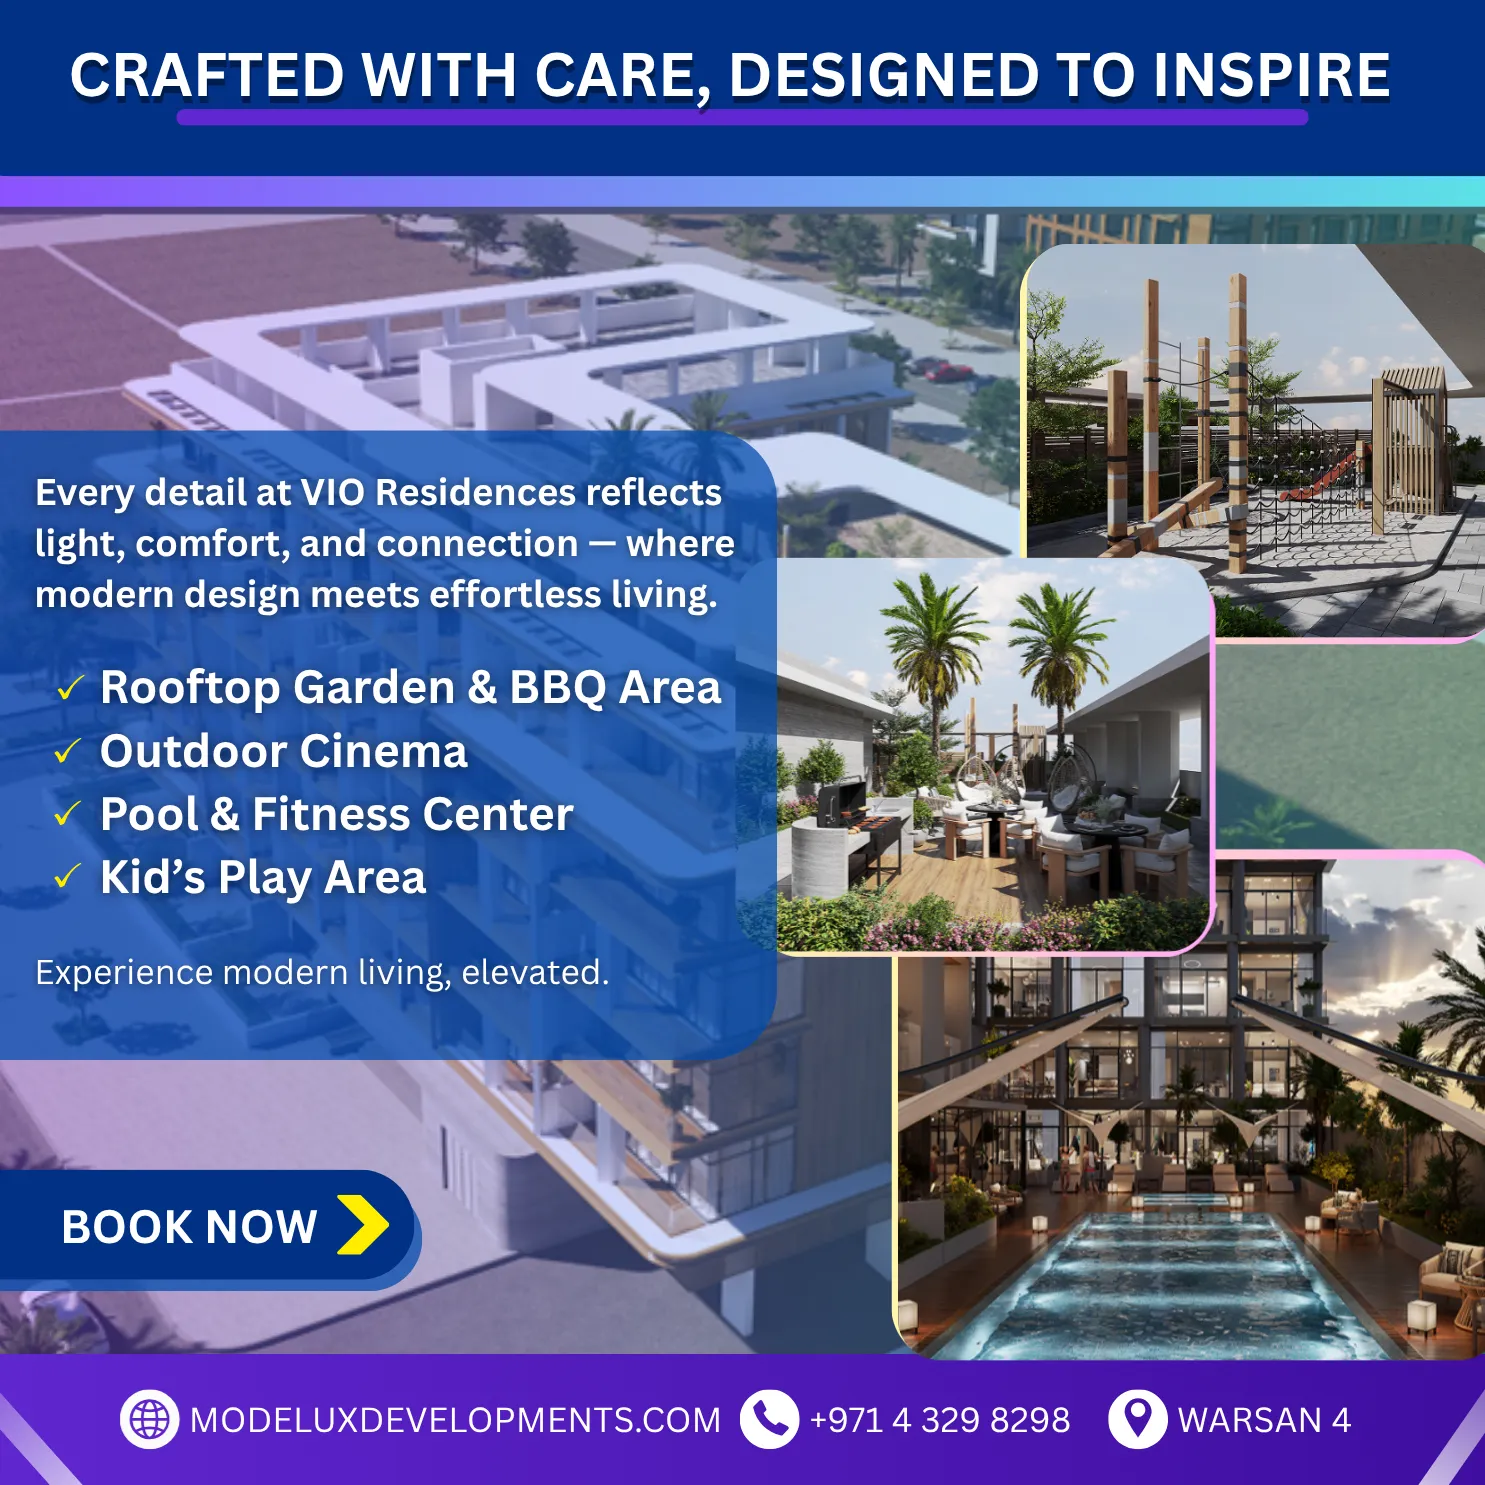 CRAFTED WITH CARE, DESIGNED TO INSPIRE
Every detail at VIO Residences reflects
light, comfort, and connection — where
modern design meets effortless living.
✓ Rooftop Garden & BBQ Area
✓ Outdoor Cinema
✓ Pool & Fitness Center
✓ Kid’s Play Area
Experience modern living, elevated.
BOOK NOW
MODELUXDEVELOPMENTS.COM
+971 4 329 8298
WARSAN 4